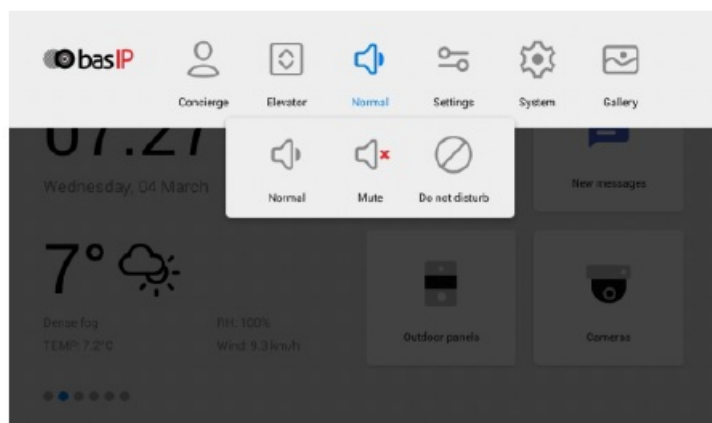 basIP
Concierge Elevator Normal Settings System Gallery
07:27
Wednesday, 04 March
Normal Mute Do not disturb
New messages
7°
Dense fog RH: 100%
TEMP: 7.2°C Wind: 9.3 km/h
Outdoor panels Cameras